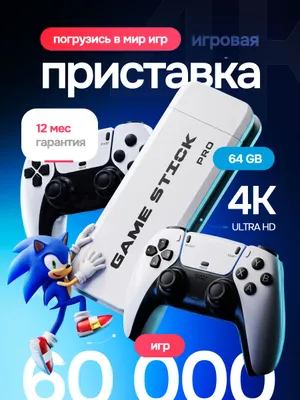 погрузись в мир игр
игровая
приставка
12 мес
гарантия
GAME STICK
PRO
64 GB
4K
ULTRA HD
игр
60 000
4K